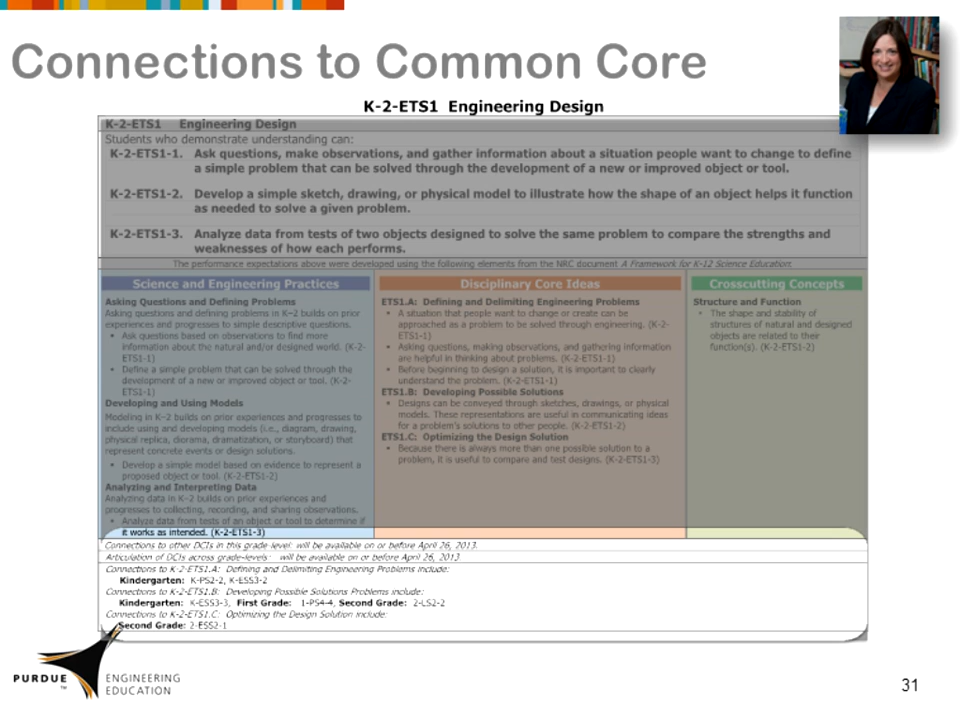 Connections to Common Core
K-2-ETS1 Engineering Design
K-2-ETS1 Engineering Design
Students who demonstrate understanding can:
K-2-ETS1-1. Ask questions, make observations, and gather information about a situation people want to change to define
a simple problem that can be solved through the development of a new or improved object or tool.
K-2-ETS1-2. Develop a simple sketch, drawing, or physical model to illustrate how the shape of an object helps it function
as needed to solve a given problem.
K-2-ETS1-3. Analyze data from tests of two objects designed to solve the same problem to compare the strengths and
weaknesses of how each performs.
The performance expectations above were developed using the following elements from the NRC document A Framework for K-12 Science Education:
Science and Engineering Practices
Asking Questions and Defining Problems
Asking questions and defining problems in K–2 builds on prior
experiences and progresses to simple descriptive questions.
• Ask questions based on observations to find more
information about the natural and/or designed world. (K-2-
ETS1-1)
• Define a simple problem that can be solved through the
development of a new or improved object or tool. (K-2-
ETS1-1)
Developing and Using Models
Modeling in K–2 builds on prior experiences and progresses to
include using and developing models (i.e., diagram, drawing,
physical replica, diorama, dramatization, or storyboard) that
represent concrete events or design solutions.
• Develop a simple model based on evidence to represent a
proposed object or tool. (K-2-ETS1-2)
Analyzing and Interpreting Data
Analyzing data in K–2 builds on prior experiences and
progresses to collecting, recording, and sharing observations.
• Analyze data from tests of an object or tool to determine if
it works as intended. (K-2-ETS1-3)
Disciplinary Core Ideas
ETS1.A: Defining and Delimiting Engineering Problems
• A situation that people want to change or create can be
approached as a problem to be solved through engineering. (K-2-
ETS1-1)
• Asking questions, making observations, and gathering information
are helpful in thinking about problems. (K-2-ETS1-1)
• Before beginning to design a solution, it is important to clearly
understand the problem. (K-2-ETS1-1)
ETS1.B: Developing Possible Solutions
• Designs can be conveyed through sketches, drawings, or physical
models. These representations are useful in communicating ideas
for a problem's solutions to other people. (K-2-ETS1-2)
ETS1.C: Optimizing the Design Solution
• Because there is always more than one possible solution to a
problem, it is useful to compare and test designs. (K-2-ETS1-3)
Crosscutting Concepts
Structure and Function
• The shape and stability of
structures of natural and designed
objects are related to their
function(s). (K-2-ETS1-2)
Connections to other DCIs in this grade-level: will be available on or before April 26, 2013.
Articulation of DCIs across grade-levels: will be available on or before April 26, 2013
Connections to K-2-ETS1.A: Defining and Delimiting Engineering Problems include:
Kindergarten: K-PS2-2, K-ESS3-2
Connections to K-2-ETS1.B: Developing Possible Solutions Problems include:
Kindergarten: K-ESS3-3, First Grade: 1-PS4-4, Second Grade: 2-LS2-2
Connections to K-2-ETS1.C: Optimizing the Design Solution include:
Second Grade: 2-ESS2-1
PURDUE
TM
ENGINEERING
EDUCATION
31